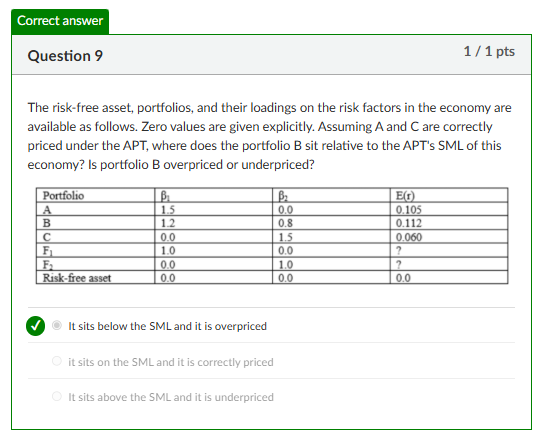 Correct answer
Question 9
1 / 1 pts
The risk-free asset, portfolios, and their loadings on the risk factors in the economy are
available as follows. Zero values are given explicitly. Assuming A and C are correctly
priced under the APT, where does the portfolio B sit relative to the APT's SML of this
economy? Is portfolio B overpriced or underpriced?
Portfolio β₁ β₂ E(r)
A 1.5 0.0 0.105
B 1.2 0.8 0.112
C 0.0 1.5 0.060
F₁ 1.0 0.0 ?
F₂ 0.0 1.0 ?
Risk-free asset 0.0 0.0 0.0
It sits below the SML and it is overpriced
it sits on the SML and it is correctly priced
It sits above the SML and it is underpriced